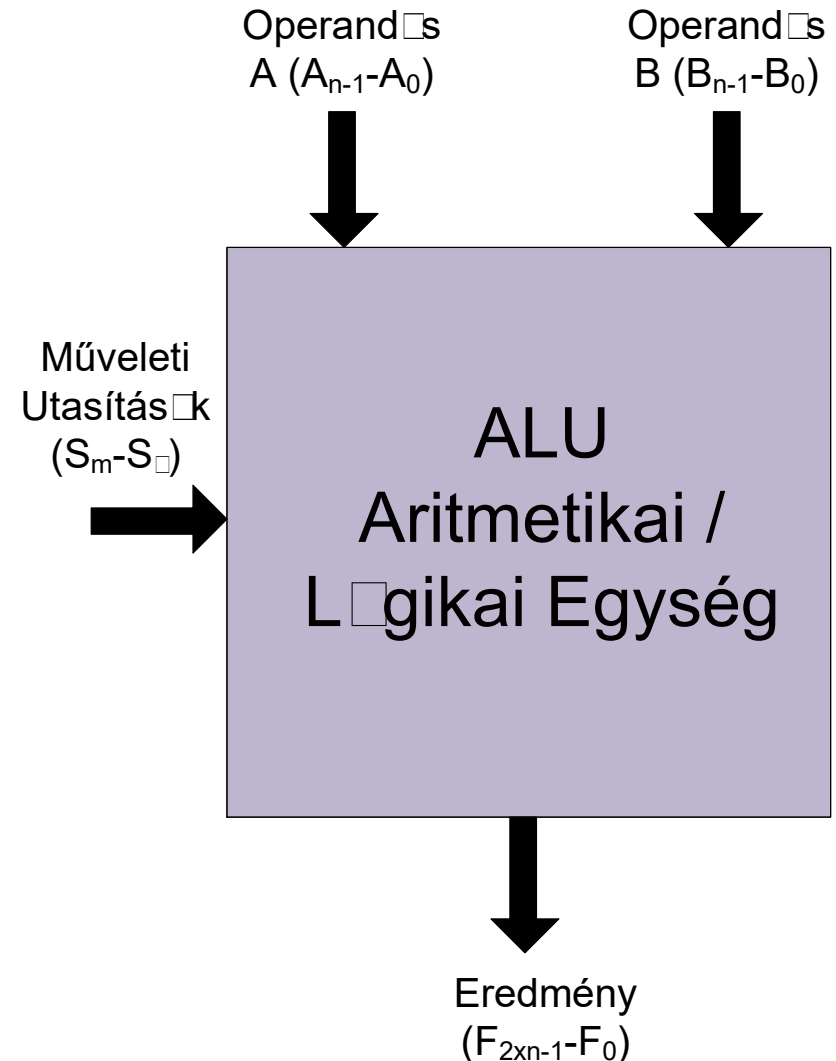 Operand□s
A (Aₙ₋₁-A₀)
Operand□s
B (Bₙ₋₁-B₀)
Műveleti
Utasítás□k
(Sₘ-S□)
ALU
Aritmetikai /
L□gikai Egység
Eredmény
(F₂ₓₙ₋₁-F₀)